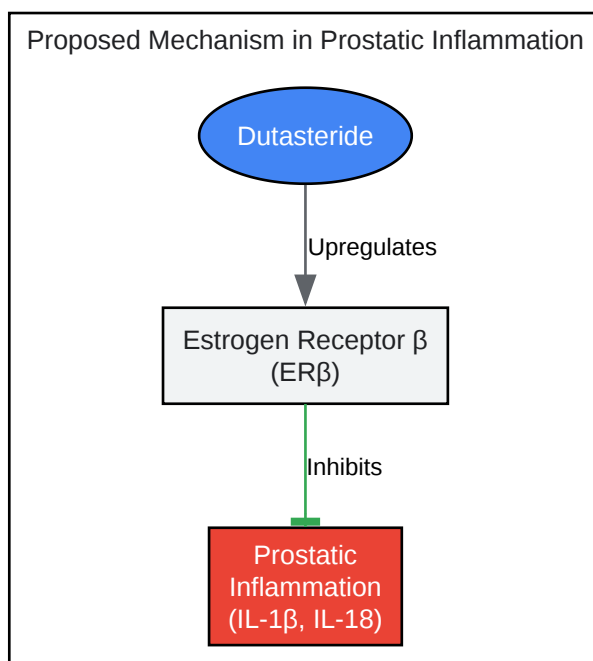 Proposed Mechanism in Prostatic Inflammation
Dutasteride
Upregulates
Estrogen Receptor β
(ERβ)
Inhibits
Prostatic
Inflammation
(IL-1β, IL-18)